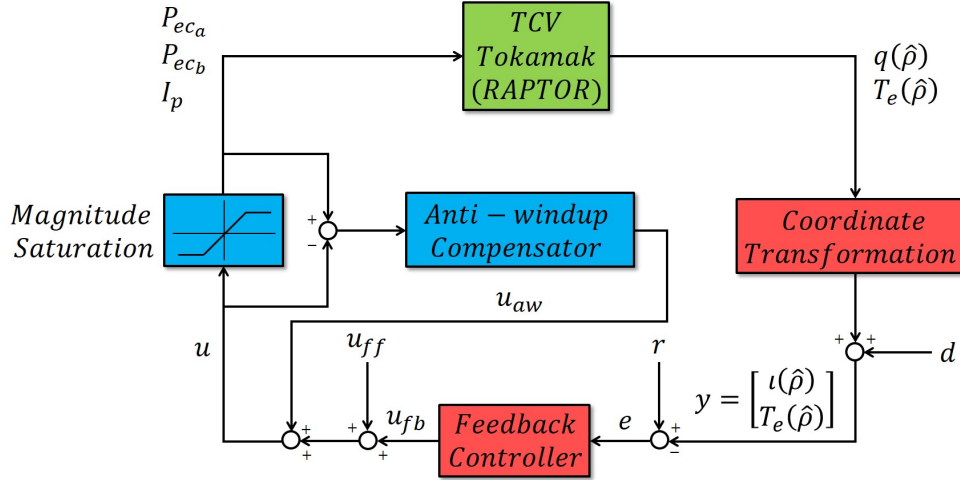 P_{ec_a}
P_{ec_b}
I_p
TCV
Tokamak
(RAPTOR)
q(ρ̂)
T_e(ρ̂)
Magnitude
Saturation
+
−
Anti − windup
Compensator
Coordinate
Transformation
u_{aw}
u
u_{ff}
r
+ +
d
y = [ι(ρ̂)
T_e(ρ̂)]
+
+
+
+
u_{fb}
Feedback
Controller
e
+
−